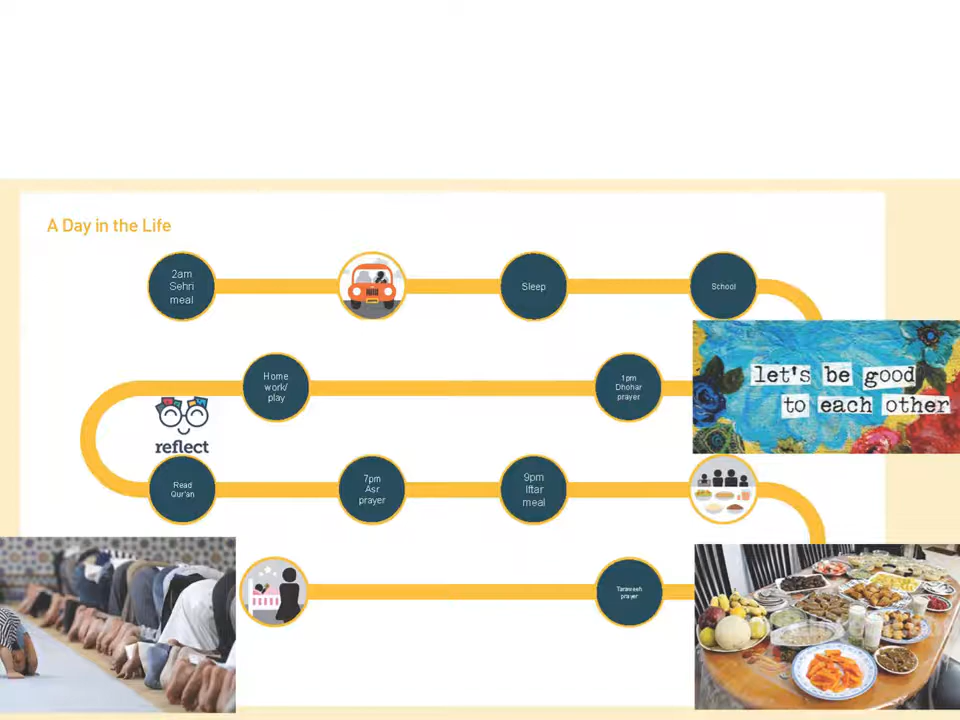 A Day in the Life
2am
Sehri
meal
Sleep
School
let's be good
to each other
1pm
Dhohar
prayer
Home
work/
play
reflect
Read
Qur'an
7pm
Asr
prayer
9pm
Iftar
meal
Taraweeh
prayer